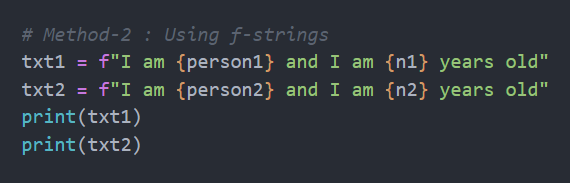 # Method-2 : Using f-strings
txt1 = f"I am {person1} and I am {n1} years old"
txt2 = f"I am {person2} and I am {n2} years old"
print(txt1)
print(txt2)